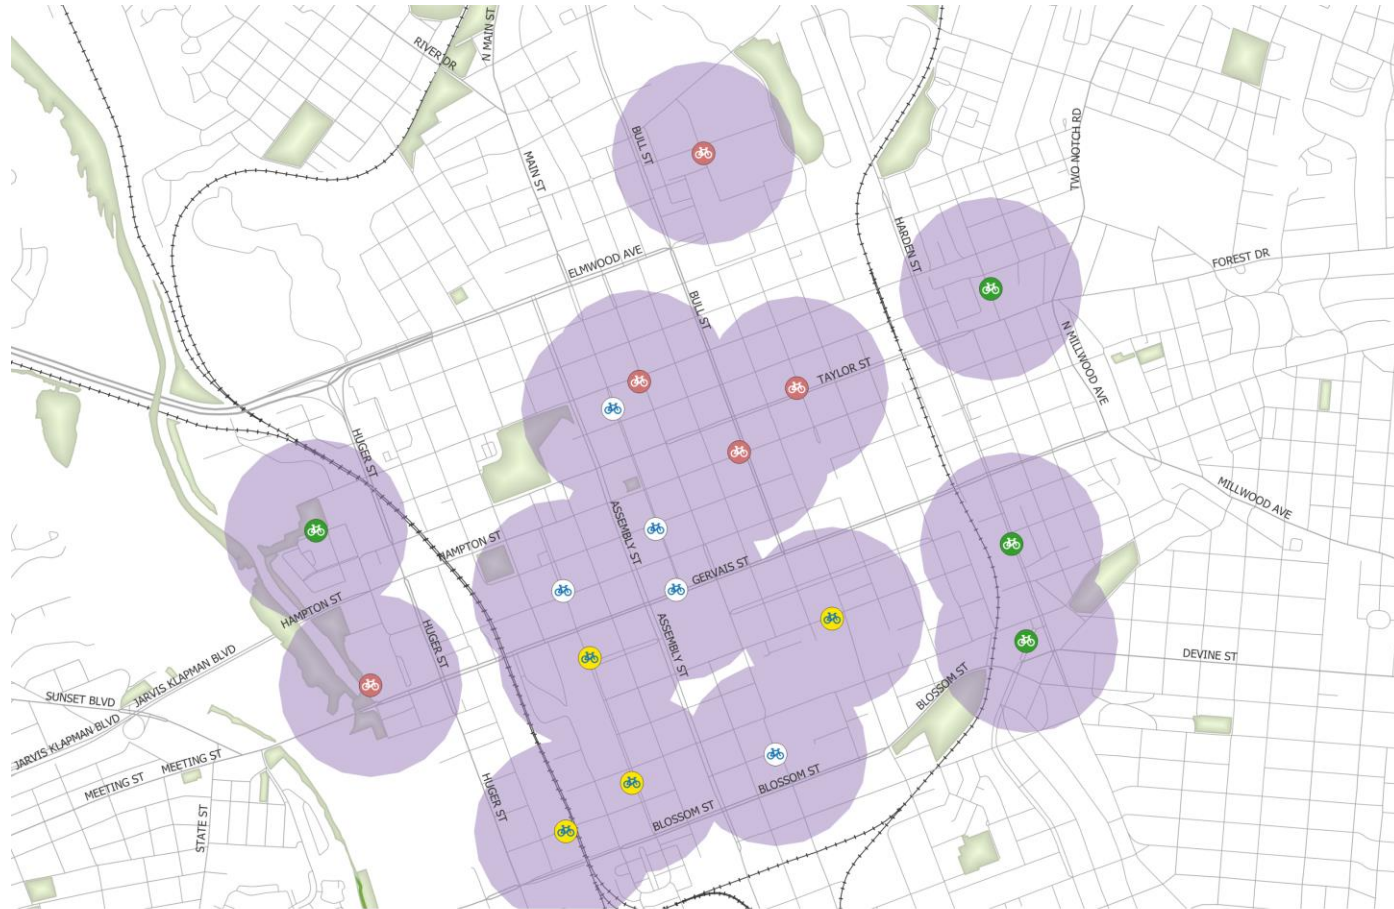 N MAIN ST
RIVER DR
BULL ST
MAIN ST
TWO NOTCH RD
HARDEN ST
ELMWOOD AVE
FOREST DR
BULL ST
N MILLWOOD AVE
TAYLOR ST
HUGER ST
MILLWOOD AVE
ASSEMBLY ST
HAMPTON ST
GERVAIS ST
HAMPTON ST
HUGER ST
ASSEMBLY ST
DEVINE ST
JARVIS KLAPMAN BLVD
BLOSSOM ST
SUNSET BLVD
JARVIS KLAPMAN BLVD
MEETING ST
MEETING ST
BLOSSOM ST
HUGER ST
BLOSSOM ST
STATE ST